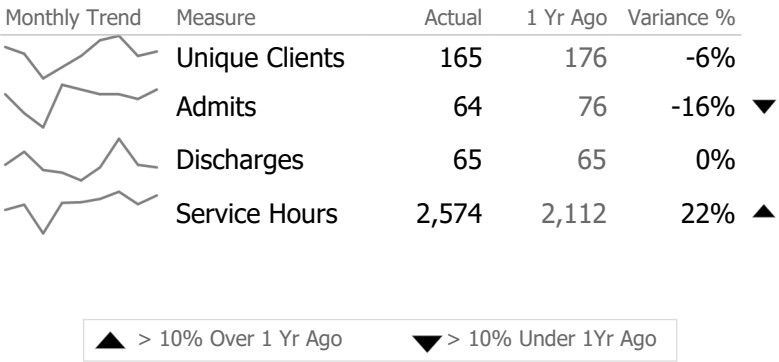 Monthly Trend Measure Actual 1 Yr Ago Variance %
Unique Clients 165 176 -6%
Admits 64 76 -16% ▼
Discharges 65 65 0%
Service Hours 2,574 2,112 22% ▲
▲ > 10% Over 1 Yr Ago ▼ > 10% Under 1Yr Ago